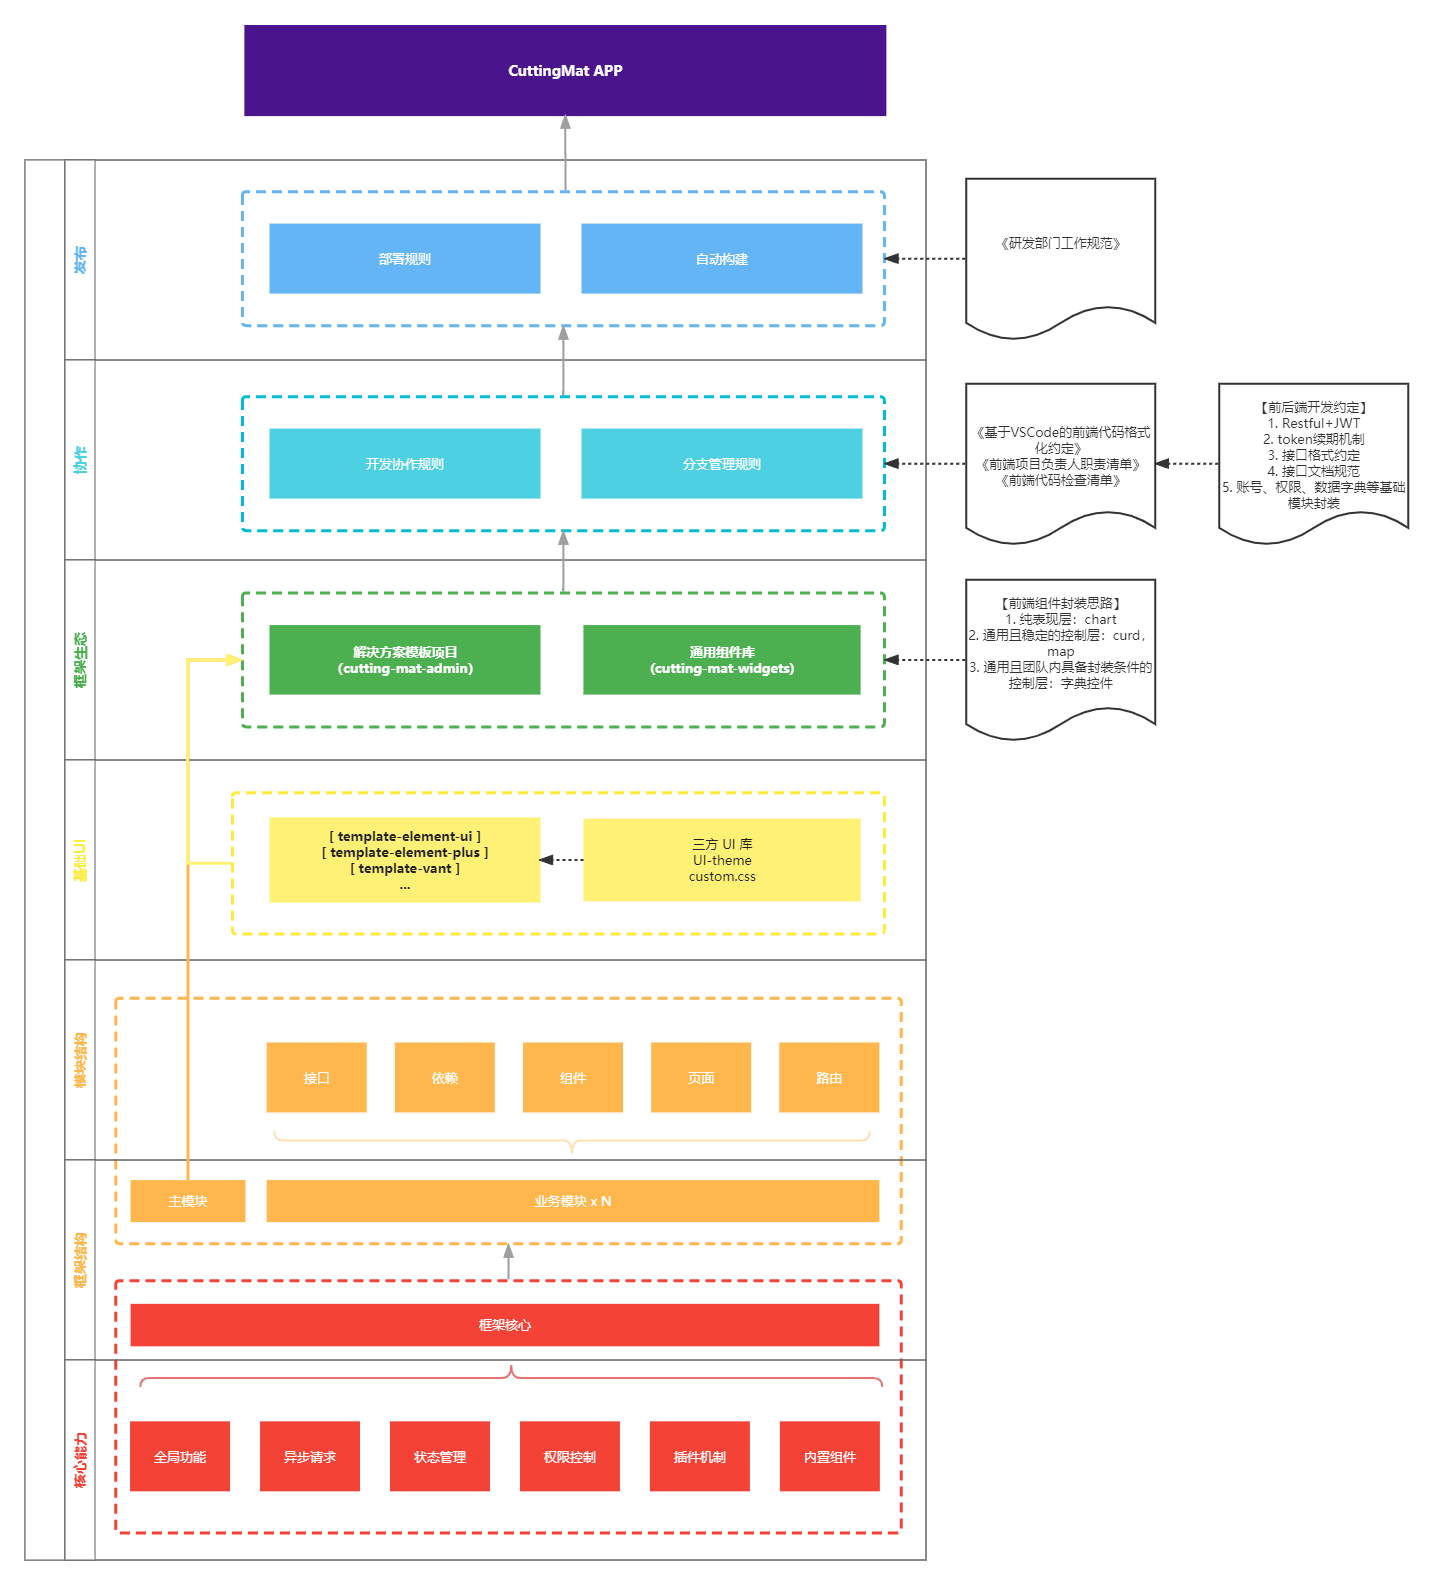 CuttingMat APP
发布
部署规则
自动构建
《研发部门工作规范》
协作
开发协作规则
分支管理规则
《基于VSCode的前端代码格式
化约定》
《前端项目负责人职责清单》
《前端代码检查清单》
【前后端开发约定】
1. Restful+JWT
2. token续期机制
3. 接口格式约定
4. 接口文档规范
5. 账号、权限、数据字典等基础
模块封装
框架生态
解决方案模板项目
(cutting-mat-admin)
通用组件库
(cutting-mat-widgets)
【前端组件封装思路】
1. 纯表现层：chart
2. 通用且稳定的控制层：curd，
map
3. 通用且团队内具备封装条件的
控制层：字典控件
基础UI
[ template-element-ui ]
[ template-element-plus ]
[ template-vant ]
...
三方 UI 库
UI-theme
custom.css
模块结构
接口
依赖
组件
页面
路由
框架结构
主模块
业务模块 x N
框架核心
核心能力
全局功能
异步请求
状态管理
权限控制
插件机制
内置组件